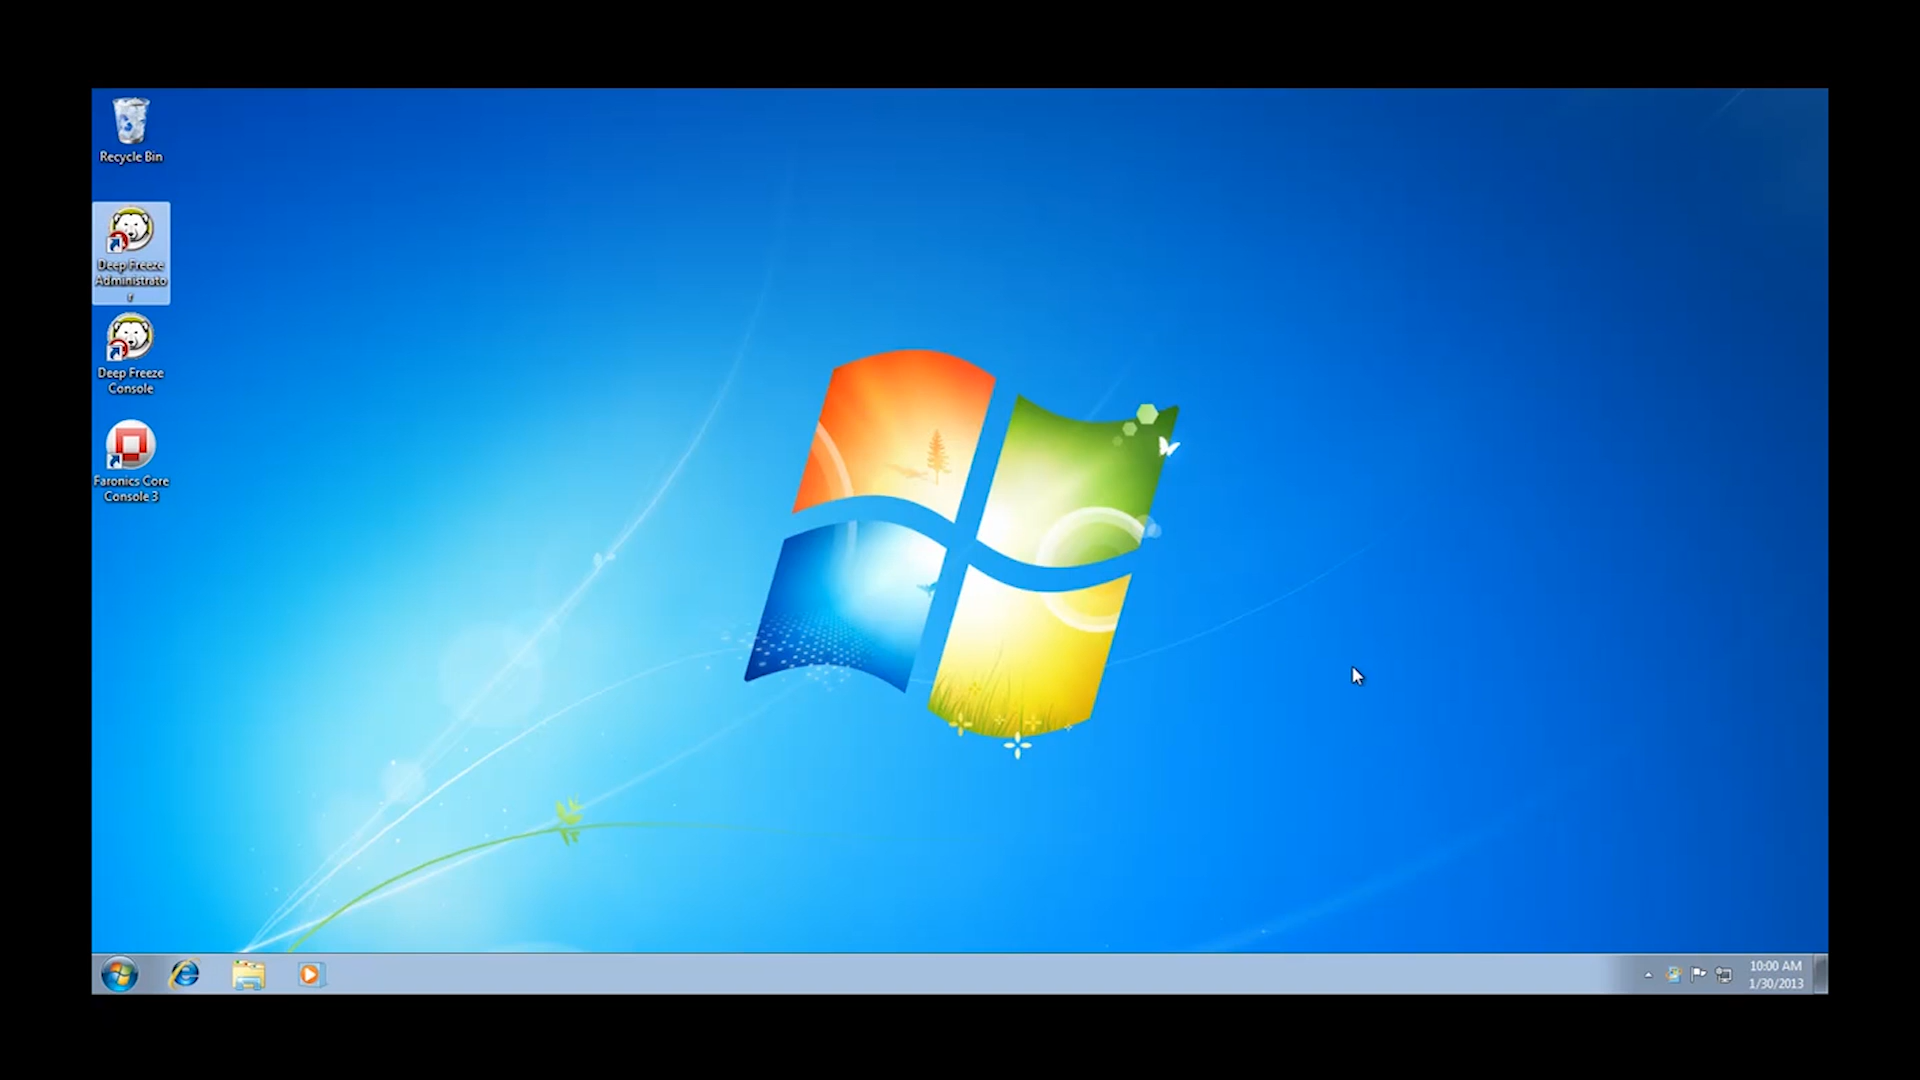 Recycle Bin
Deep Freeze
Administrato
r
Deep Freeze
Console
Faronics Core
Console 3
10:00 AM
1/30/2013